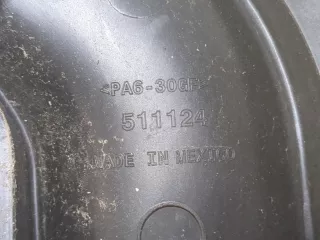 <PA6-30GF>
511124
MADE IN MEXICO